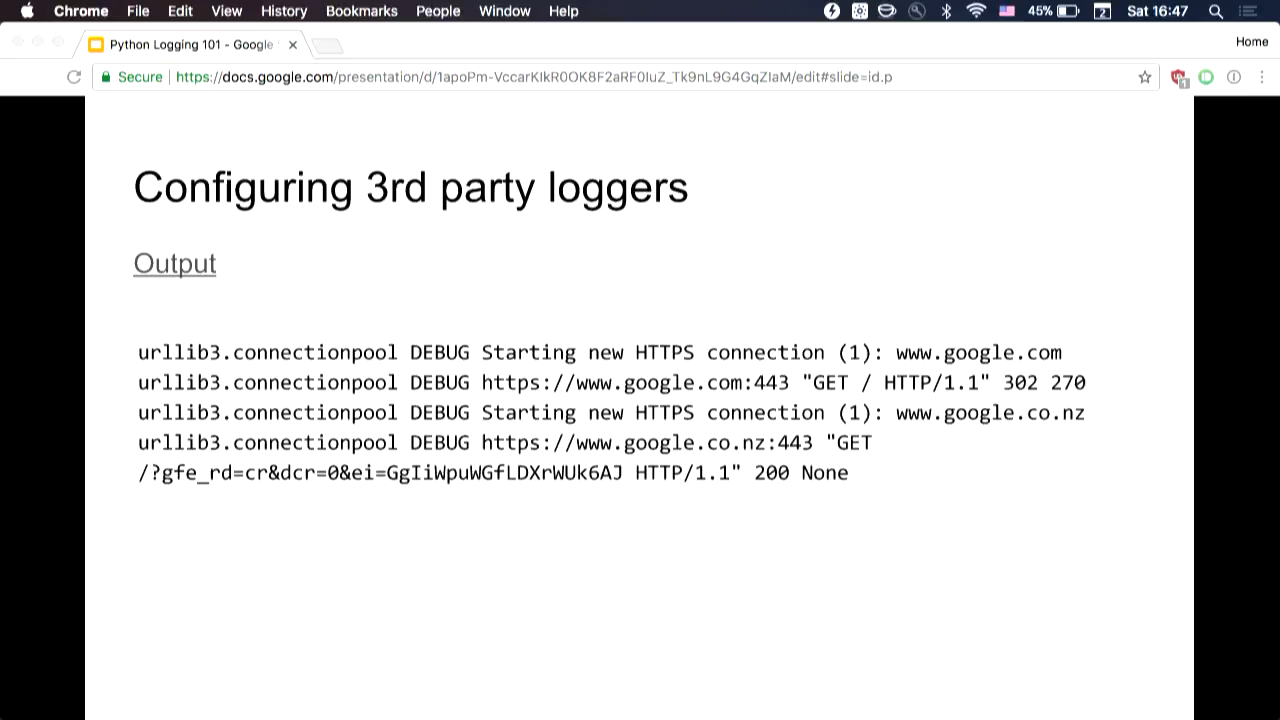 Chrome File Edit View History Bookmarks People Window Help 45% 2 Sat 16:47
Python Logging 101 - Google Home
Secure https://docs.google.com/presentation/d/1apoPm-VccarKIkR0OK8F2aRF0IuZ_Tk9nL9G4GqZIaM/edit#slide=id.p 1
Configuring 3rd party loggers
Output
urllib3.connectionpool DEBUG Starting new HTTPS connection (1): www.google.com
urllib3.connectionpool DEBUG https://www.google.com:443 "GET / HTTP/1.1" 302 270
urllib3.connectionpool DEBUG Starting new HTTPS connection (1): www.google.co.nz
urllib3.connectionpool DEBUG https://www.google.co.nz:443 "GET
/?gfe_rd=cr&dcr=0&ei=GgIiWpuWGfLDXrWUk6AJ HTTP/1.1" 200 None